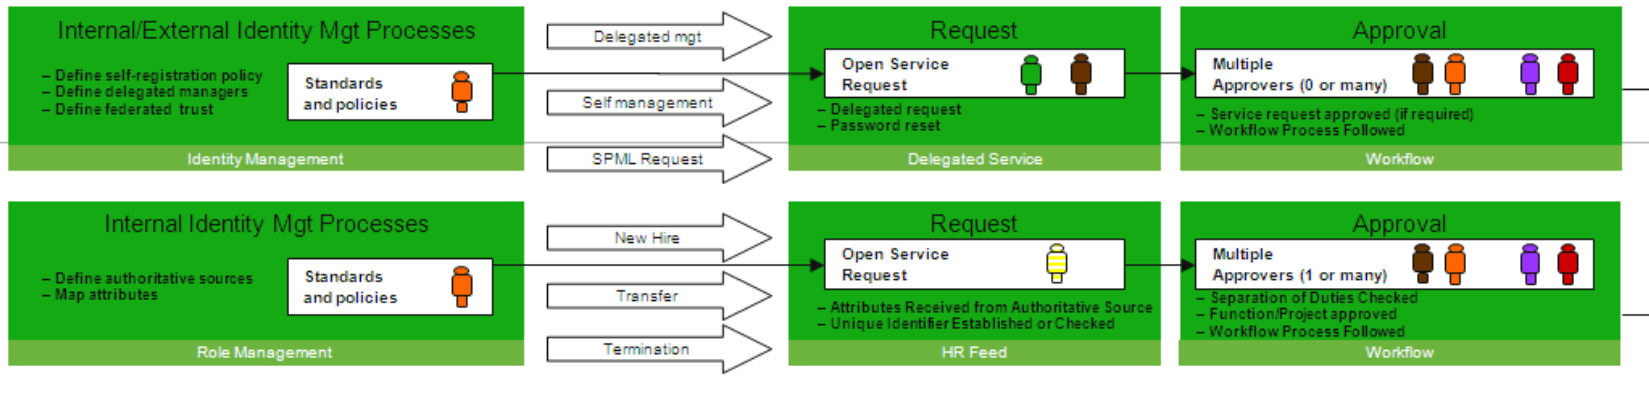 Internal/External Identity Mgt Processes
– Define self-registration policy
– Define delegated managers
– Define federated trust
Standards
and policies
Identity Management
Delegated mgt
Self management
SPML Request
Request
Open Service
Request
– Delegated request
– Password reset
Delegated Service
Approval
Multiple
Approvers (0 or many)
– Service request approved (if required)
– Workflow Process Followed
Workflow
Internal Identity Mgt Processes
– Define authoritative sources
– Map attributes
Standards
and policies
Role Management
New Hire
Transfer
Termination
Request
Open Service
Request
– Attributes Received from Authoritative Source
– Unique Identifier Established or Checked
HR Feed
Approval
Multiple
Approvers (1 or many)
– Separation of Duties Checked
– Function/Project approved
– Workflow Process Followed
Workflow